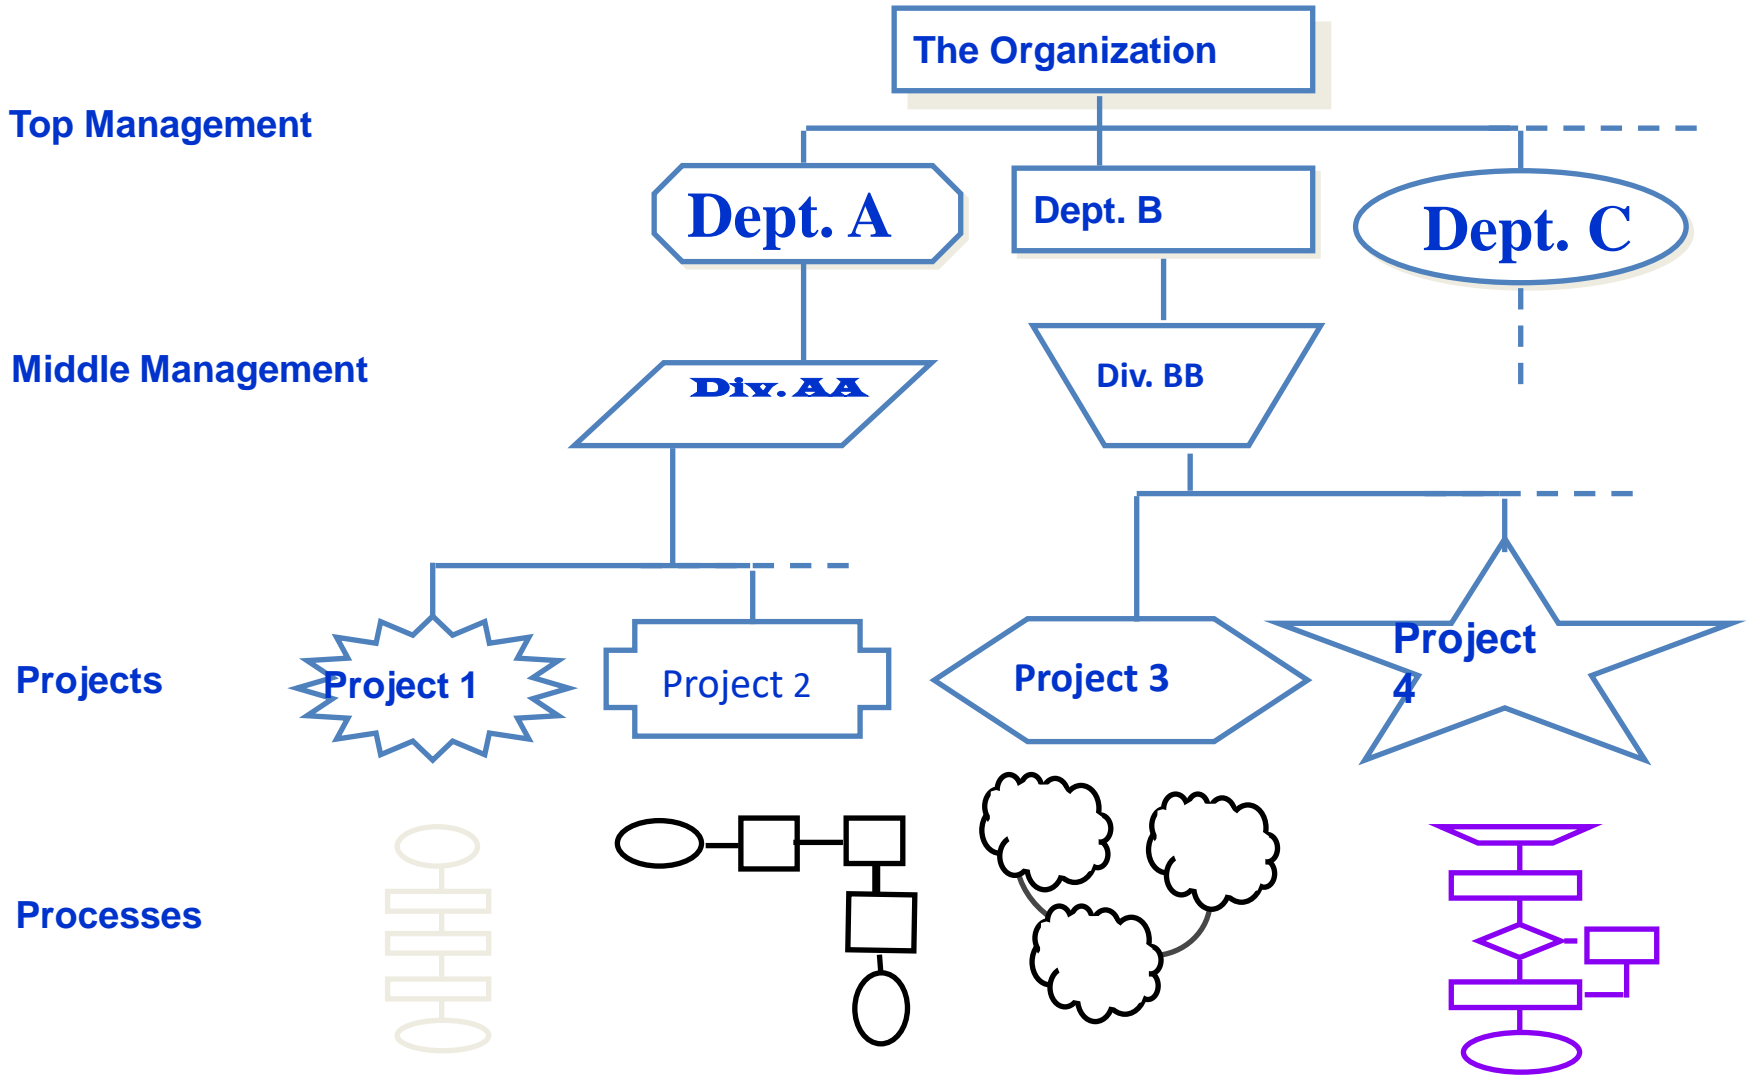 The Organization
Top Management
Dept. A
Dept. B
Dept. C
Middle Management
Div. AA
Div. BB
Projects
Project 1
Project 2
Project 3
Project
4
Processes